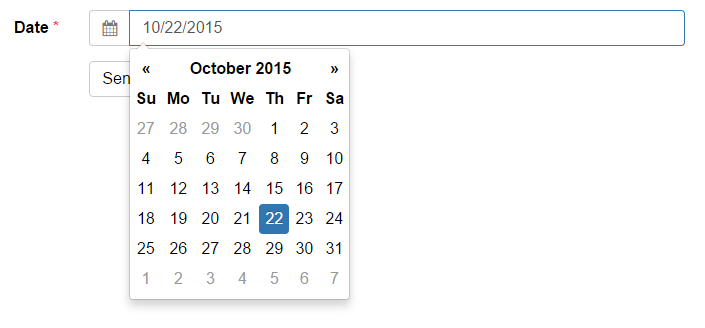 Date * 10/22/2015
« October 2015 »
Su Mo Tu We Th Fr Sa
27 28 29 30 1 2 3
4 5 6 7 8 9 10
11 12 13 14 15 16 17
18 19 20 21 22 23 24
25 26 27 28 29 30 31
1 2 3 4 5 6 7